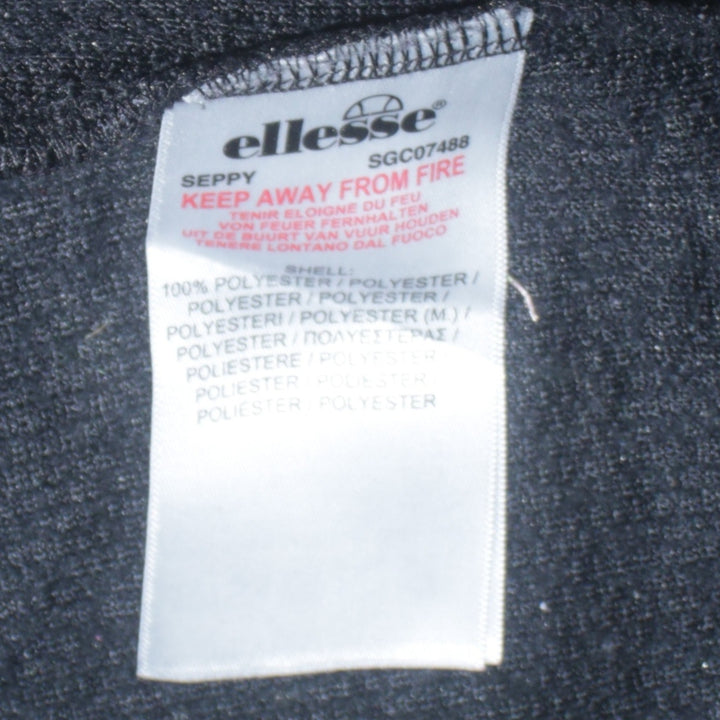 ellesse®
SEPPY SGC07488
KEEP AWAY FROM FIRE
TENIR ELOIGNE DU FEU
VON FEUER FERNHALTEN
UIT DE BUURT VAN VUUR HOUDEN
TENERE LONTANO DAL FUOCO
SHELL:
100% POLYESTER / POLYESTER /
POLYESTER / POLYESTER /
POLYESTERI / POLYESTER (M.) /
POLYESTER / ΠΟΛΥΕΣΤΕΡΑΣ /
POLIESTERE / POLYESTER
POLIESTER / POLIESTER /
POLIÉSTER / POLYESTER